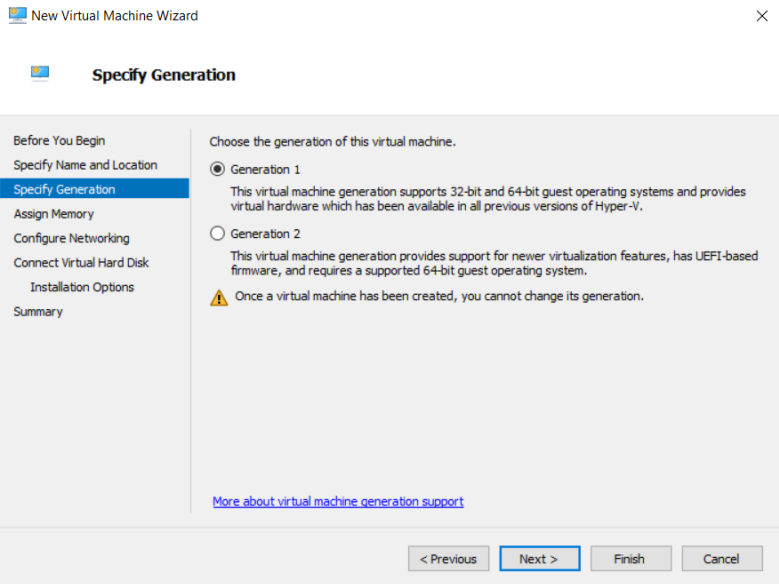 New Virtual Machine Wizard
Specify Generation
Before You Begin
Specify Name and Location
Specify Generation
Assign Memory
Configure Networking
Connect Virtual Hard Disk
Installation Options
Summary
Choose the generation of this virtual machine.
Generation 1
This virtual machine generation supports 32-bit and 64-bit guest operating systems and provides
virtual hardware which has been available in all previous versions of Hyper-V.
Generation 2
This virtual machine generation provides support for newer virtualization features, has UEFI-based
firmware, and requires a supported 64-bit guest operating system.
Once a virtual machine has been created, you cannot change its generation.
More about virtual machine generation support
< Previous
Next >
Finish
Cancel